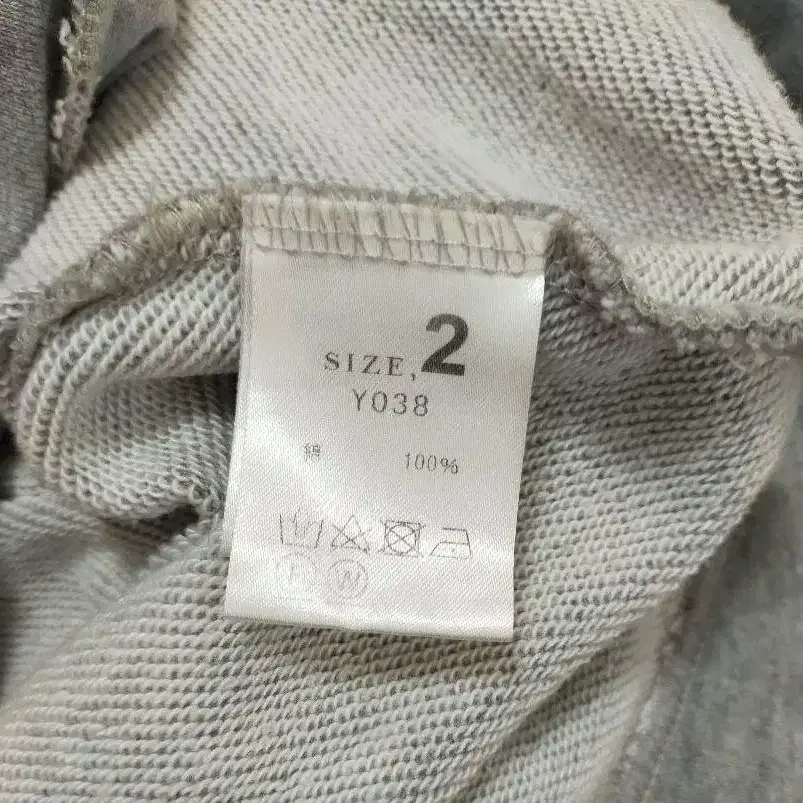 SIZE, 2
Y038
綿 100%
F W